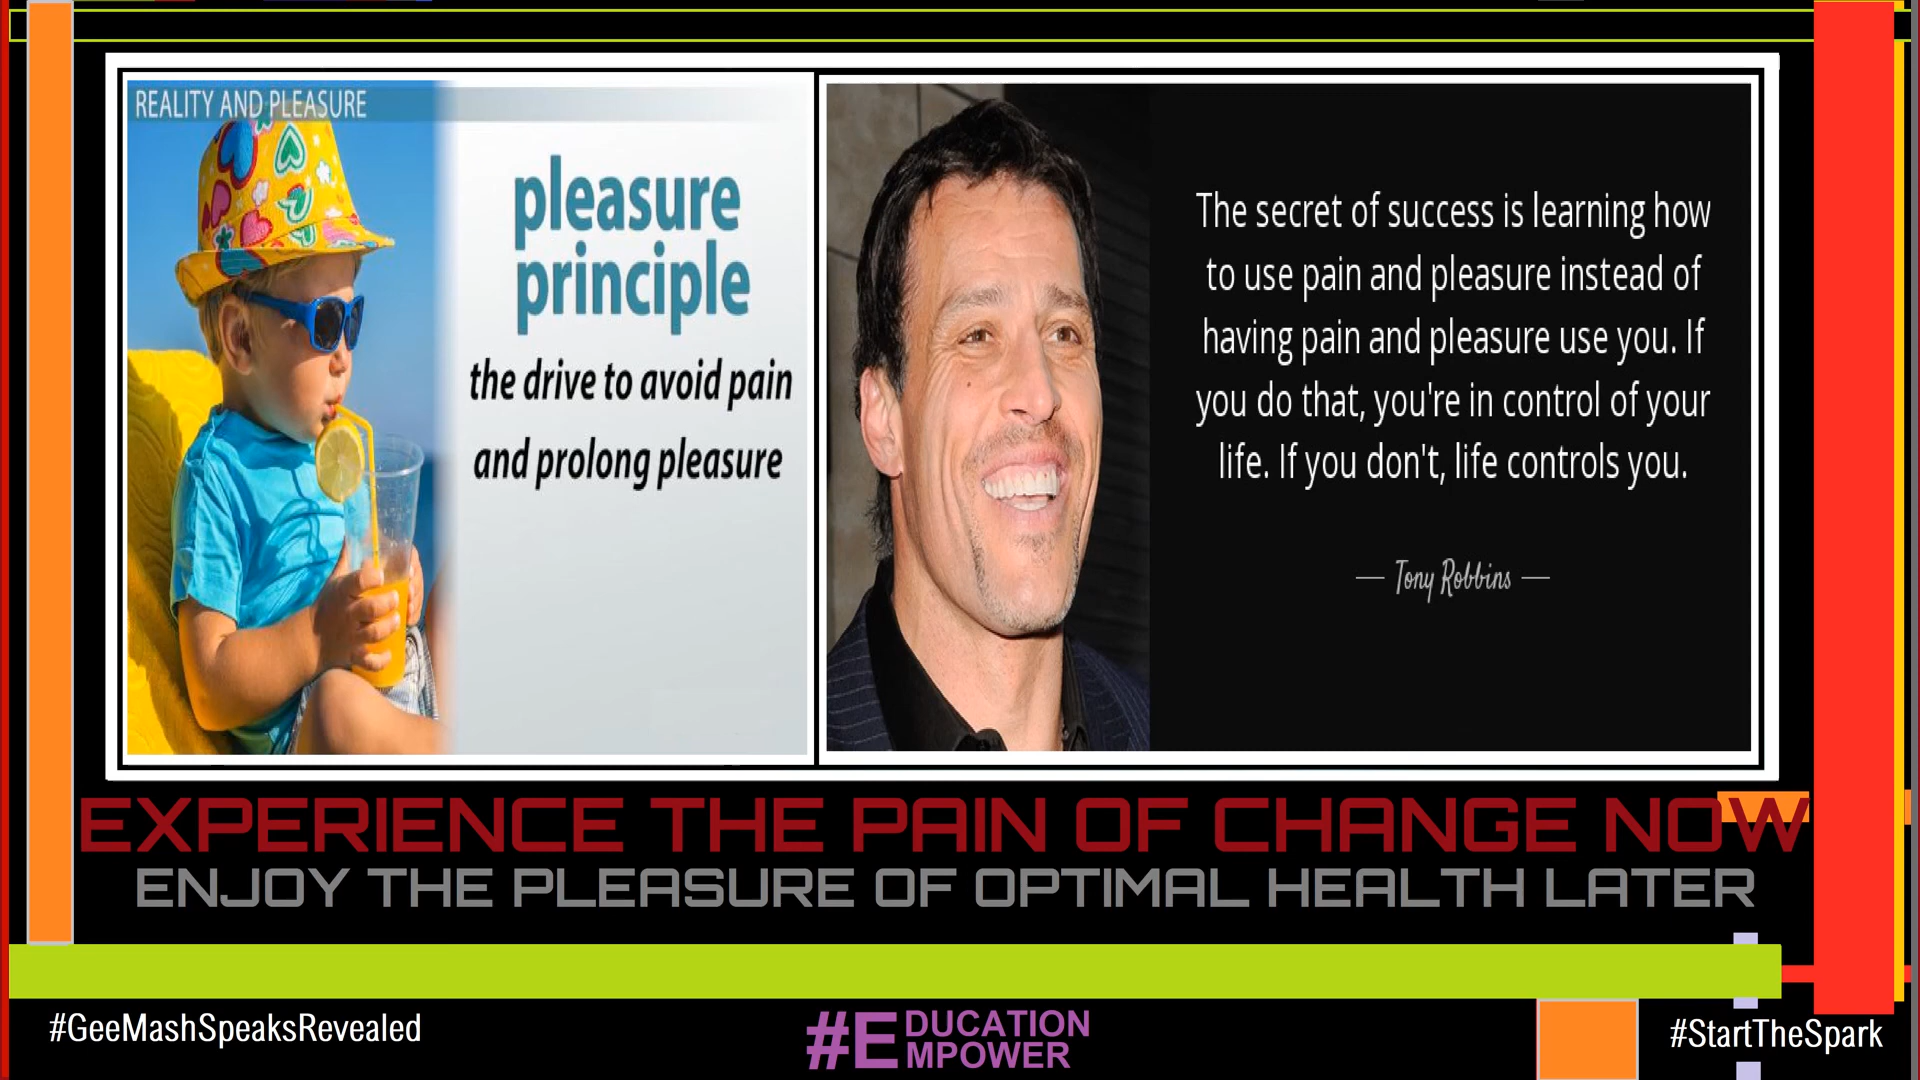 REALITY AND PLEASURE
pleasure
principle
the drive to avoid pain
and prolong pleasure
The secret of success is learning how
to use pain and pleasure instead of
having pain and pleasure use you. If
you do that, you're in control of your
life. If you don't, life controls you.
— Tony Robbins —
EXPERIENCE THE PAIN OF CHANGE NOW
ENJOY THE PLEASURE OF OPTIMAL HEALTH LATER
#GeeMashSpeaksRevealed
#EDUCATION
MPOWER
#StartTheSpark